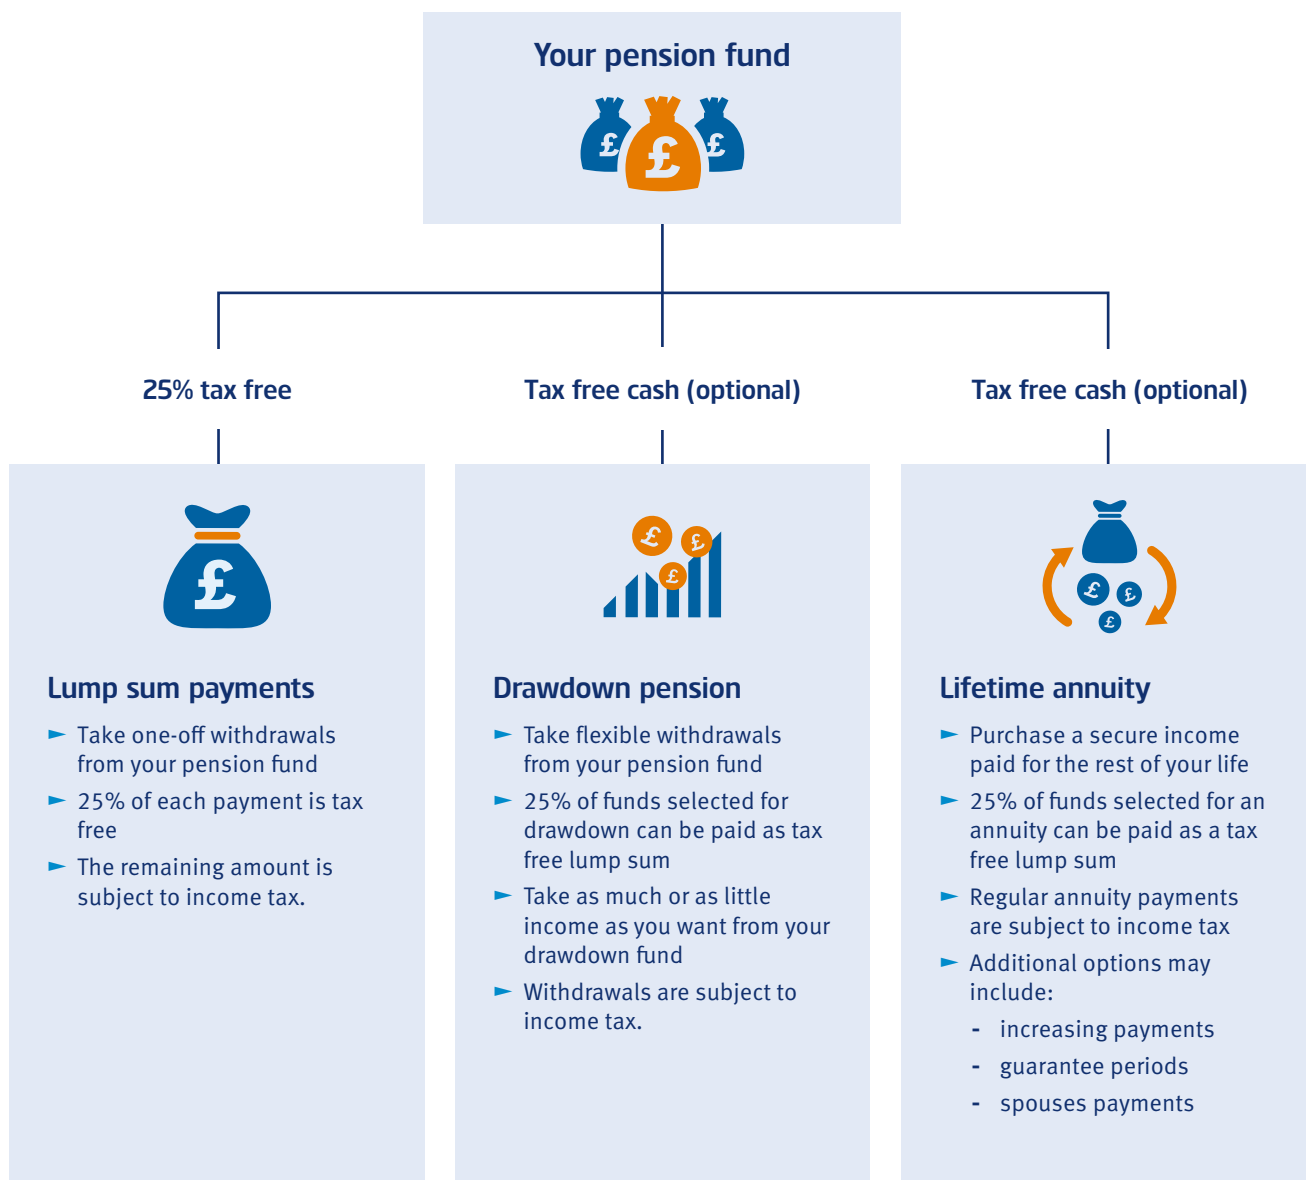 Your pension fund
£ £ £
25% tax free
Tax free cash (optional)
Tax free cash (optional)
£
Lump sum payments
► Take one-off withdrawals
from your pension fund
► 25% of each payment is tax
free
► The remaining amount is
subject to income tax.
£ £
£
Drawdown pension
► Take flexible withdrawals
from your pension fund
► 25% of funds selected for
drawdown can be paid as tax
free lump sum
► Take as much or as little
income as you want from your
drawdown fund
► Withdrawals are subject to
income tax.
£ £
£
Lifetime annuity
► Purchase a secure income
paid for the rest of your life
► 25% of funds selected for an
annuity can be paid as a tax
free lump sum
► Regular annuity payments
are subject to income tax
► Additional options may
include:
- increasing payments
- guarantee periods
- spouses payments